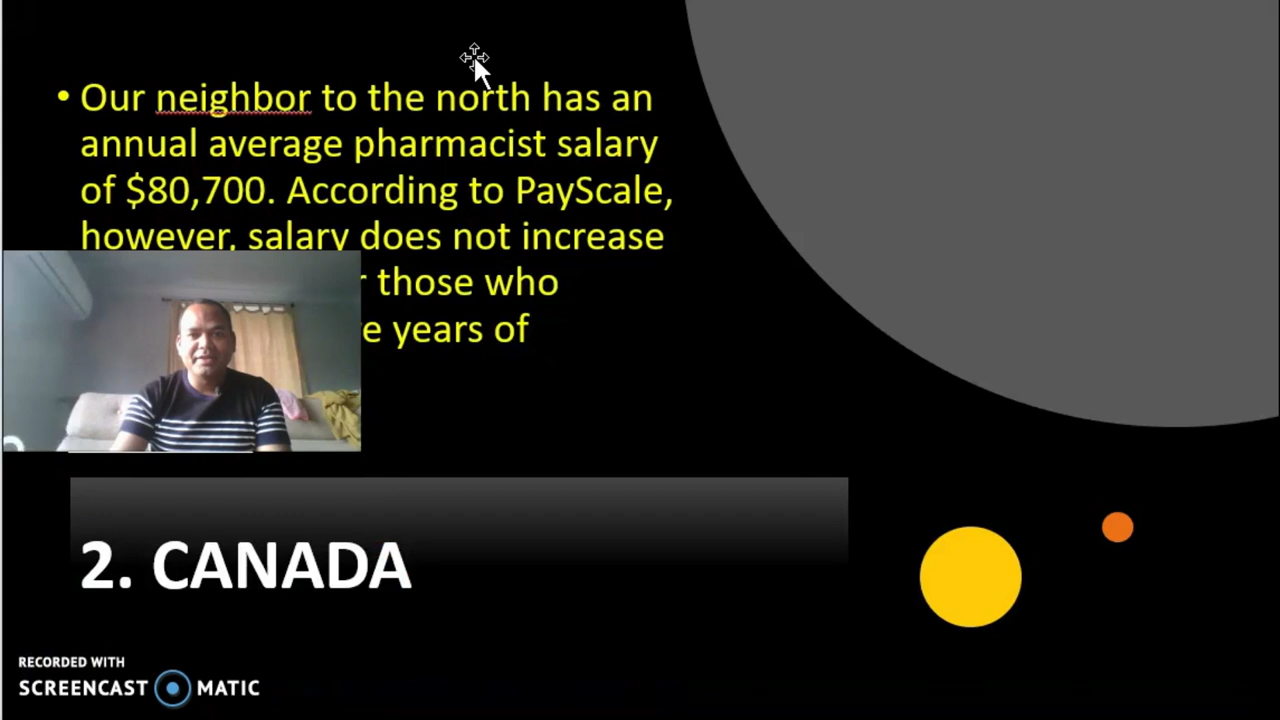 • Our neighbor to the north has an
annual average pharmacist salary
of $80,700. According to PayScale,
however, salary does not increase
those who
years of
2. CANADA
RECORDED WITH
SCREENCAST MATIC